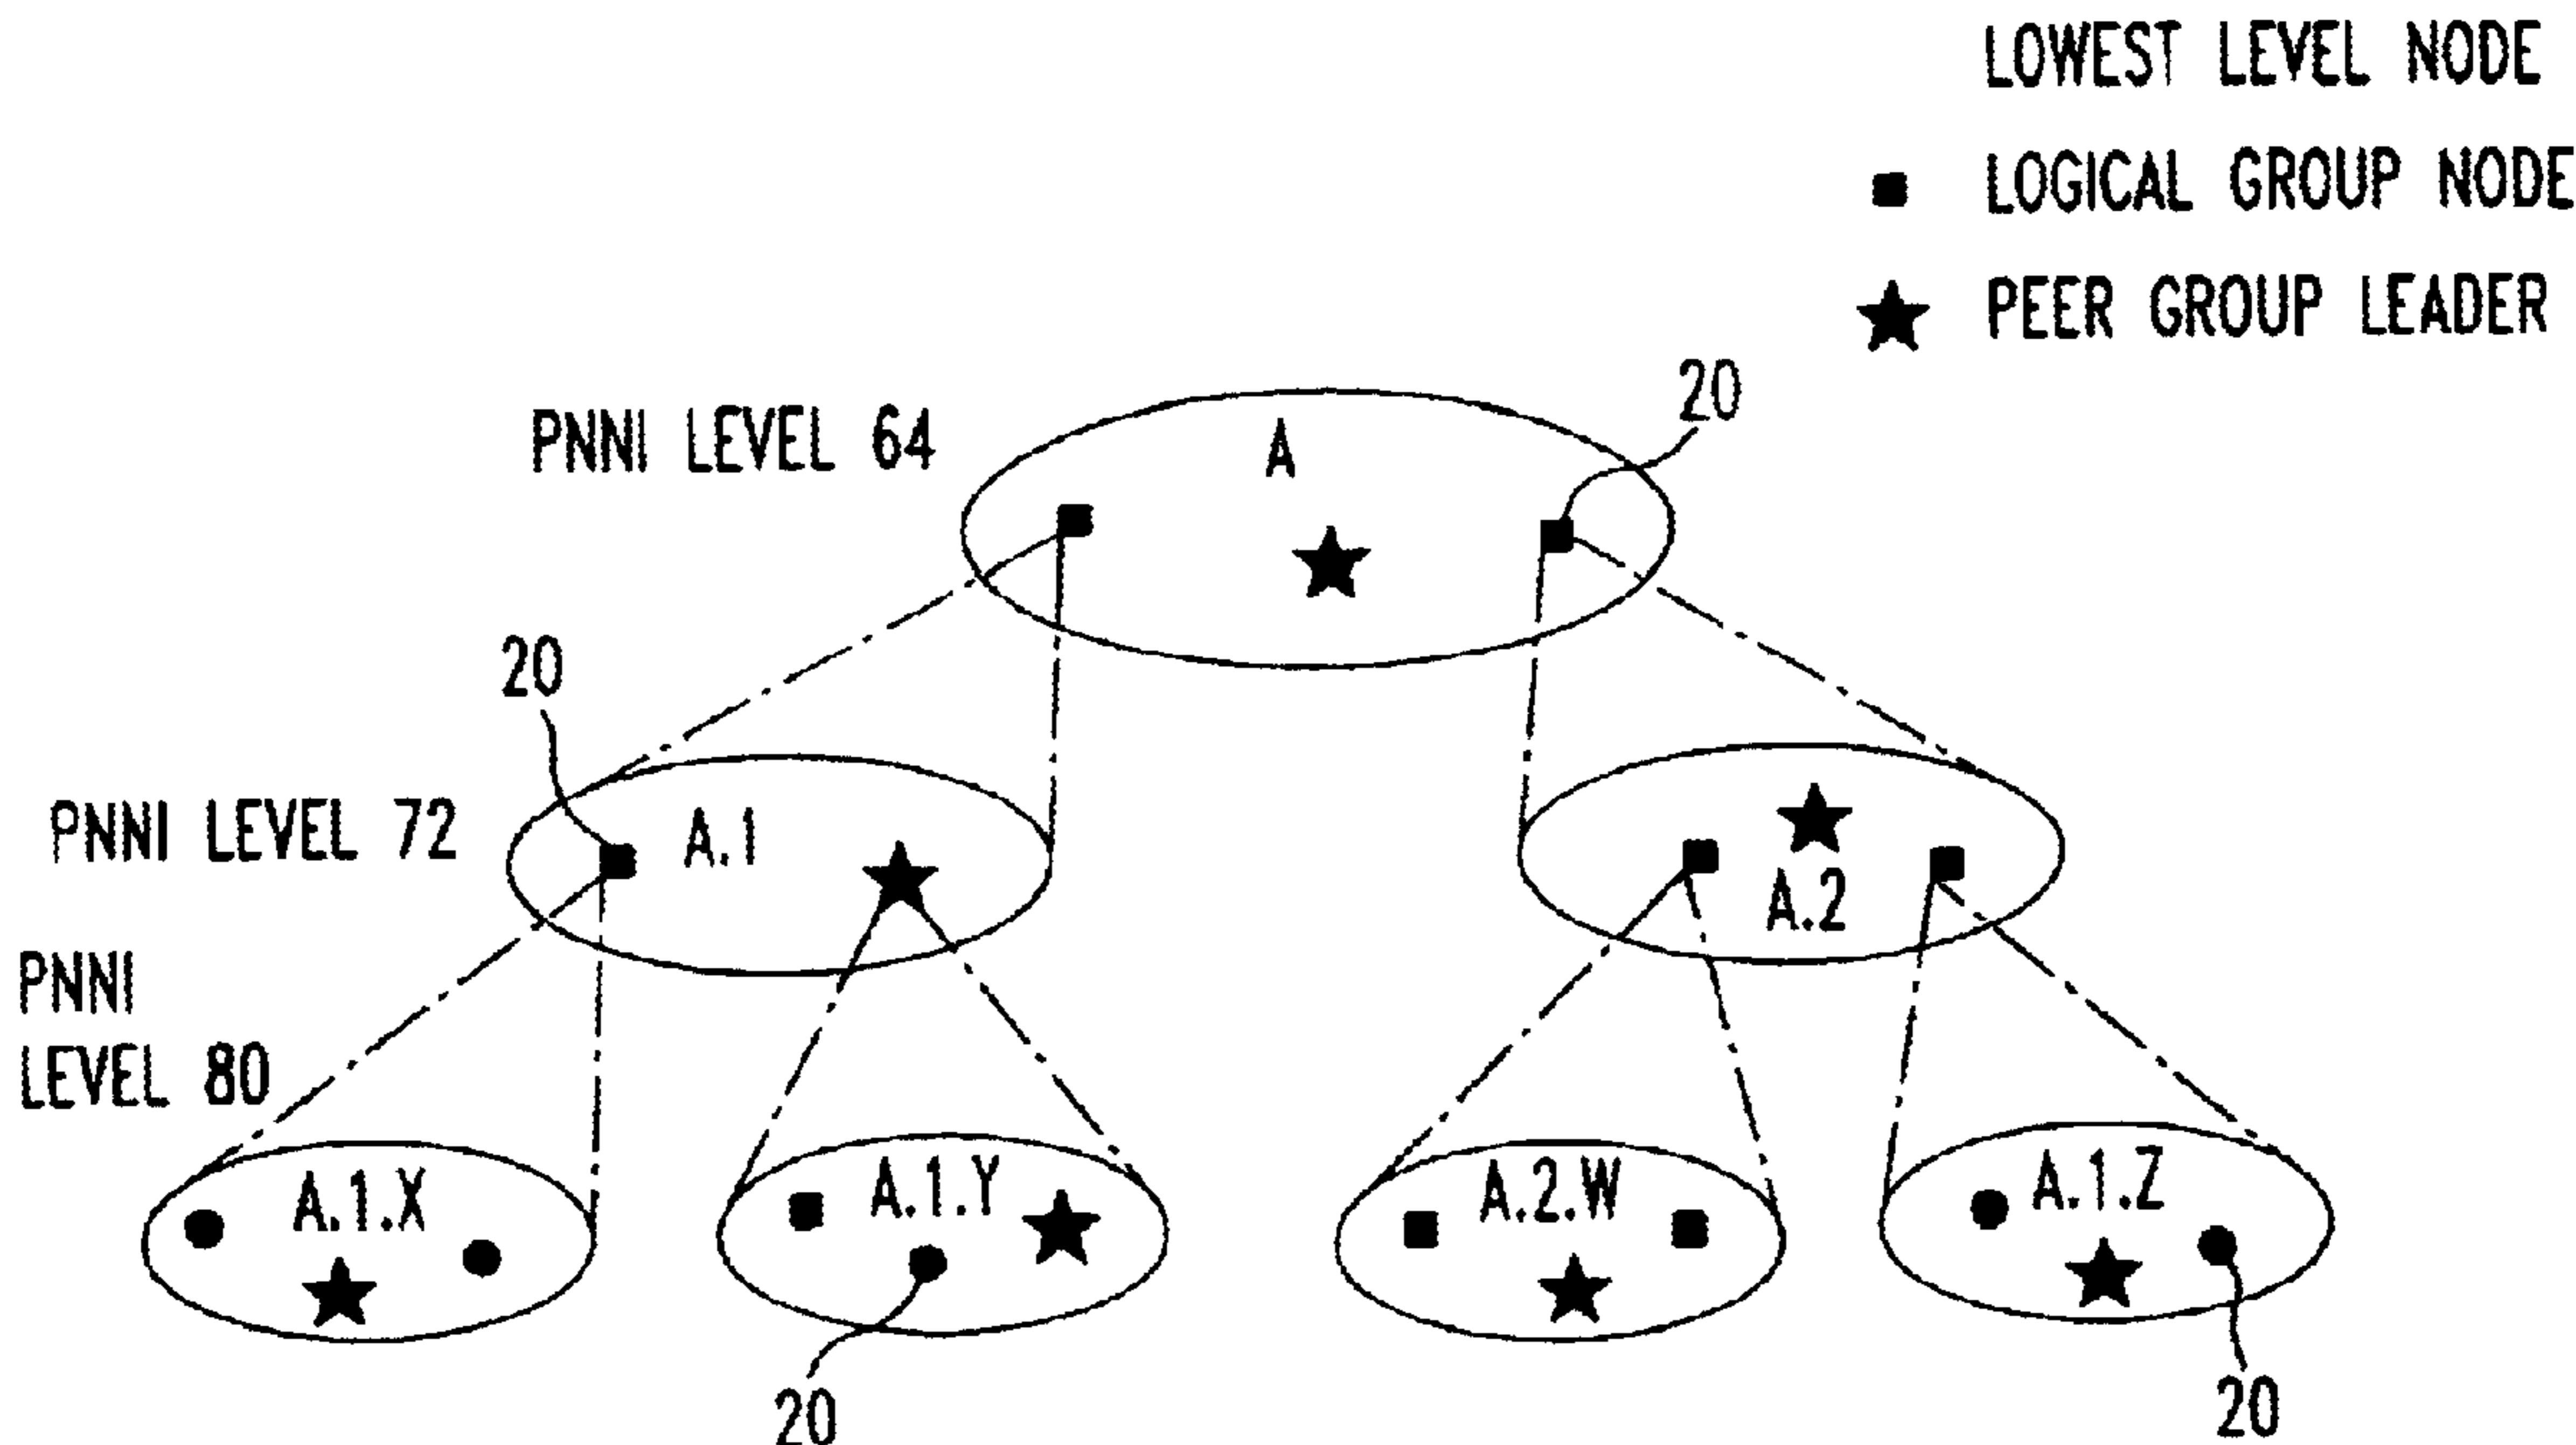 LOWEST LEVEL NODE
LOGICAL GROUP NODE
PEER GROUP LEADER
20
PNNI LEVEL 64
A
20
PNNI LEVEL 72
A.1
A.2
PNNI
LEVEL 80
A.1.X
A.1.Y
A.2.W
A.1.Z
20
20